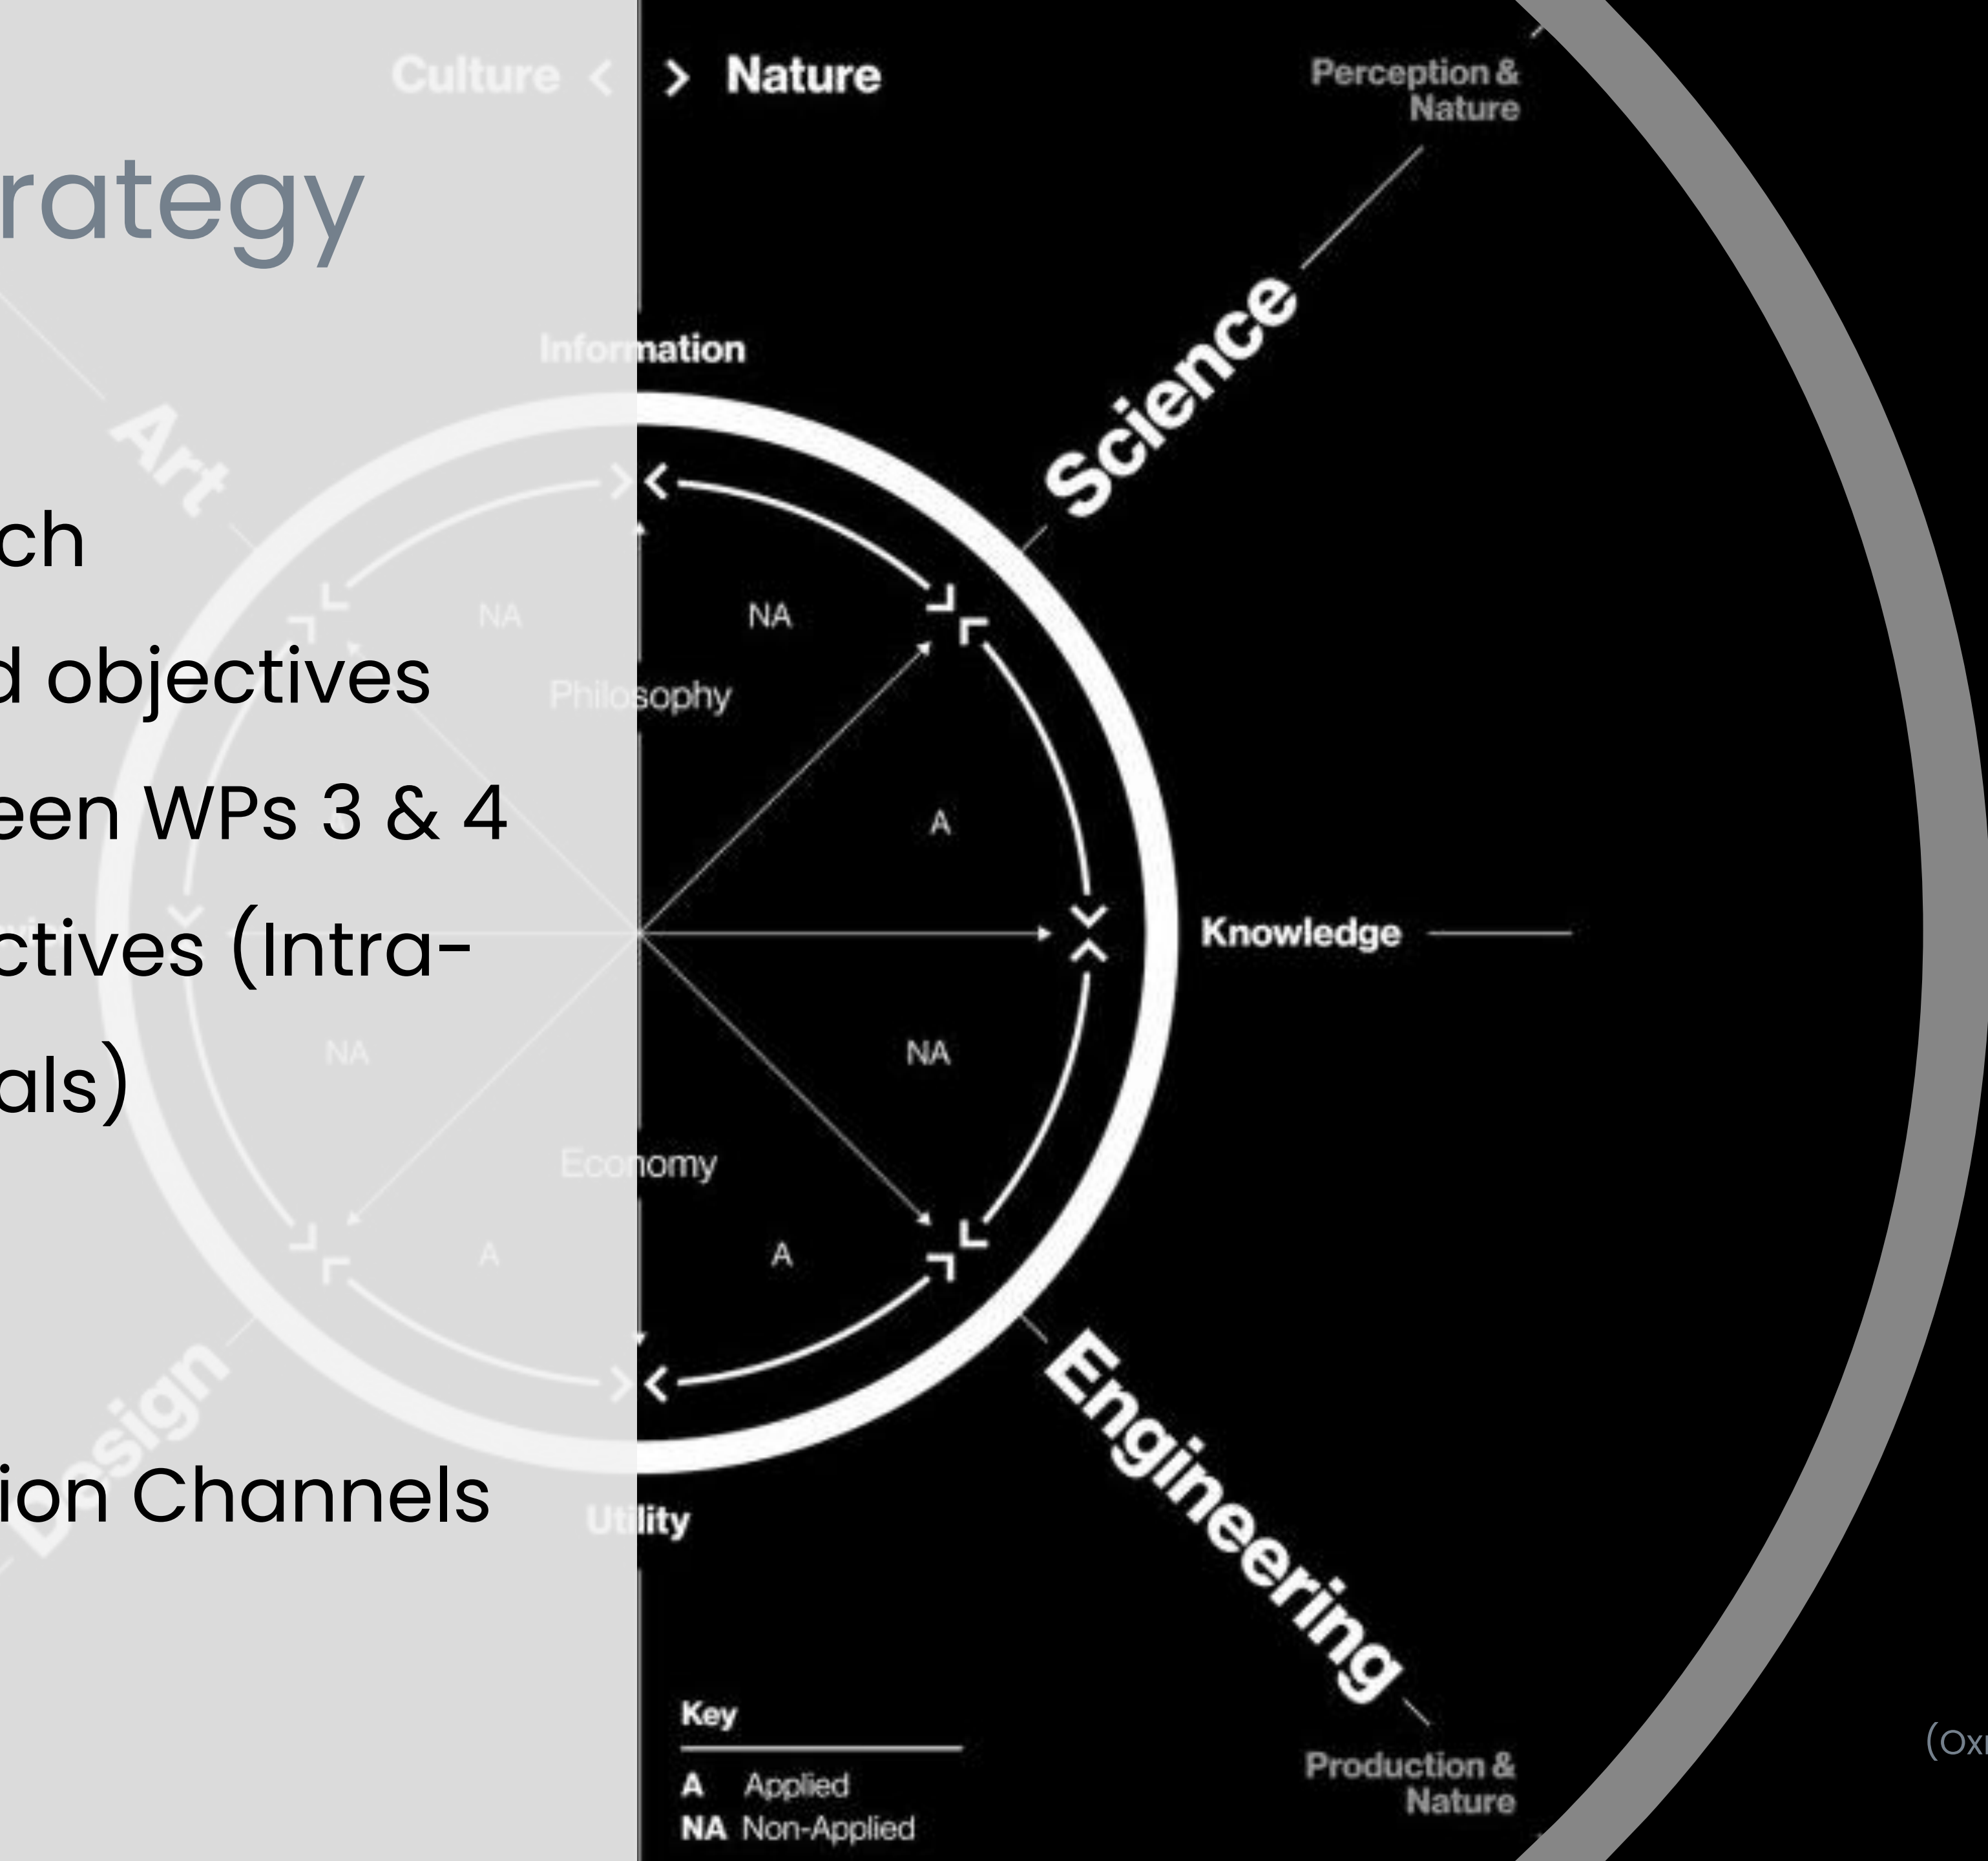 Culture < > Nature
Perception &
Nature
rategy
Science
Information
Art
ch
NA NA
d objectives
Philosophy
een WPs 3 & 4
A
ctives (Intra-
Knowledge
NA NA
als)
Economy
A A
Design
Engineering
ion Channels
Utility
Key
A Applied
NA Non-Applied
Production &
Nature
(Ox